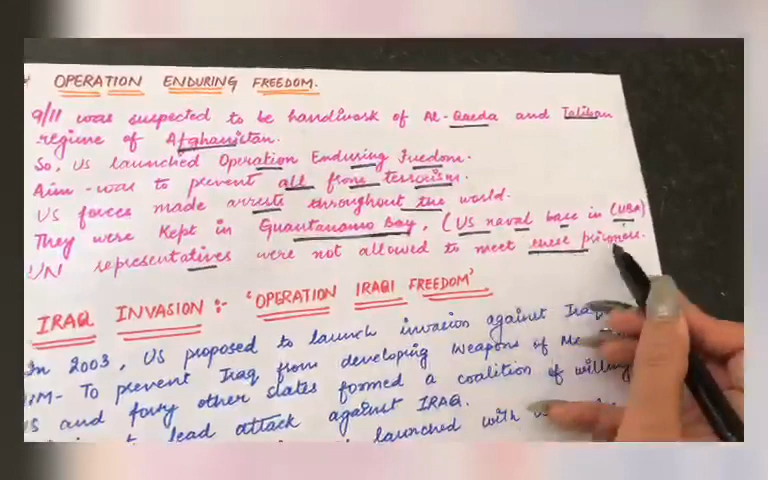 OPERATION ENDURING FREEDOM.
9/11 was suspected to be handiwork of Al-Qaeda and Taliban
regime of Afghanistan.
So, US launched Operation Enduring Freedom.
Aim - was to prevent all from terrorism.
US forces made arrests throughout the world.
They were Kept in Guantanamo Bay, (US naval base in CUBA)
UN representatives were not allowed to meet these prisoners.
IRAQ INVASION :- 'OPERATION IRAQI FREEDOM'
In 2003, US proposed to launch invasion against Iraq
AIM- To prevent Iraq from developing Weapons of
US and forty other states formed a coalition of willing
lead attack against IRAQ.
launched with